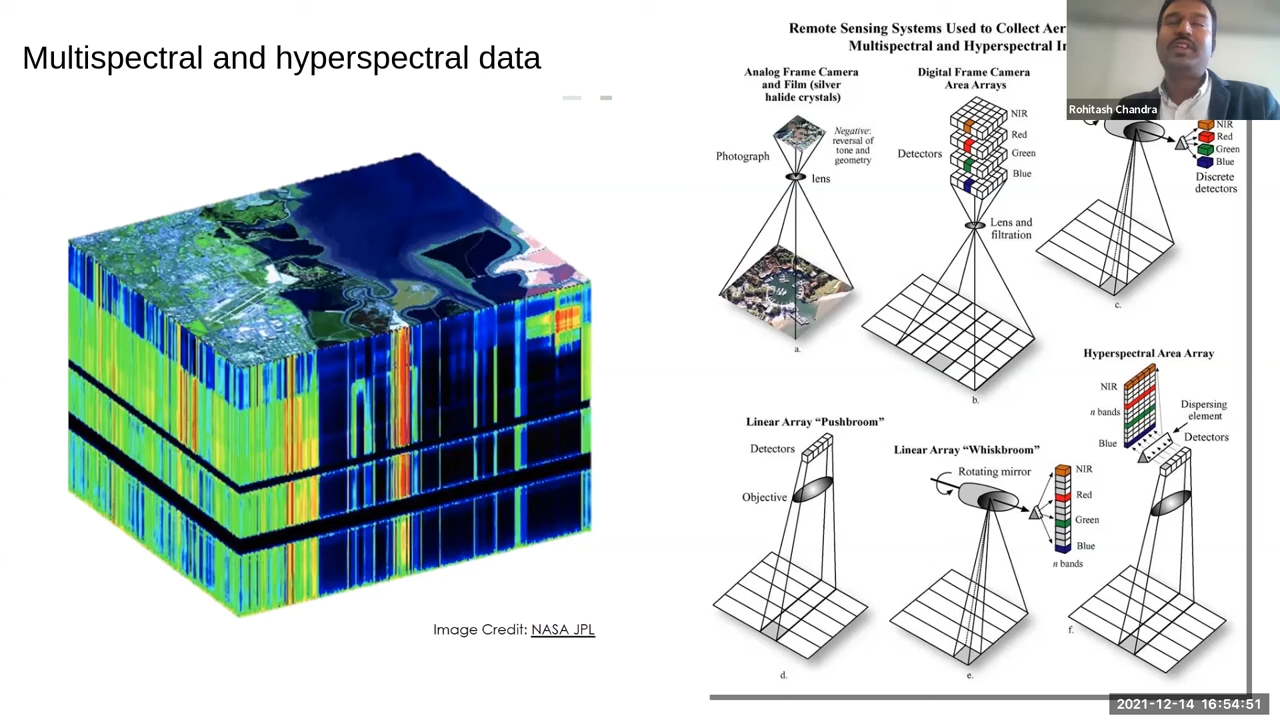 Multispectral and hyperspectral data
Image Credit: NASA JPL
Remote Sensing Systems Used to Collect
Multispectral and Hyperspectral
Rohitash Chandra
Analog Frame Camera
and Film (silver
halide crystals)
Photograph
Negative:
reversal of
tone and
geometry
lens
a.
Digital Frame Camera
Area Arrays
Detectors
NIR
Red
Green
Blue
Lens and
filtration
b.
NIR
Red
Green
Blue
Discrete
detectors
c.
Linear Array “Pushbroom”
Detectors
Objective
d.
Linear Array “Whiskbroom”
Rotating mirror
NIR
Red
Green
Blue
n bands
e.
Hyperspectral Area Array
NIR
n bands
Blue
Dispersing
element
Detectors
f.
2021-12-14 16:54:51